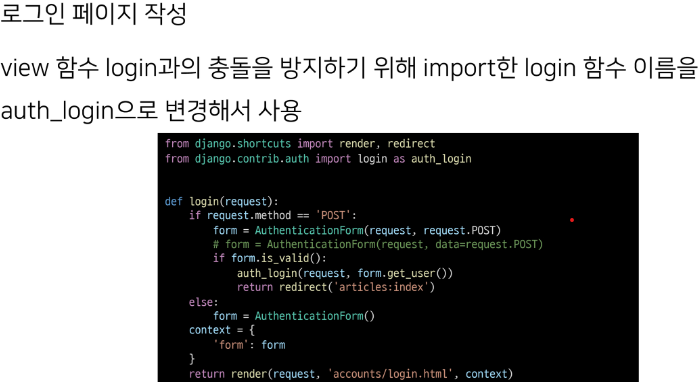 로그인 페이지 작성
view 함수 login과의 충돌을 방지하기 위해 import한 login 함수 이름을
auth_login으로 변경해서 사용
from django.shortcuts import render, redirect
from django.contrib.auth import login as auth_login
def login(request):
    if request.method == 'POST':
        form = AuthenticationForm(request, request.POST)
        # form = AuthenticationForm(request, data=request.POST)
        if form.is_valid():
            auth_login(request, form.get_user())
            return redirect('articles:index')
    else:
        form = AuthenticationForm()
    context = {
        'form': form
    }
    return render(request, 'accounts/login.html', context)